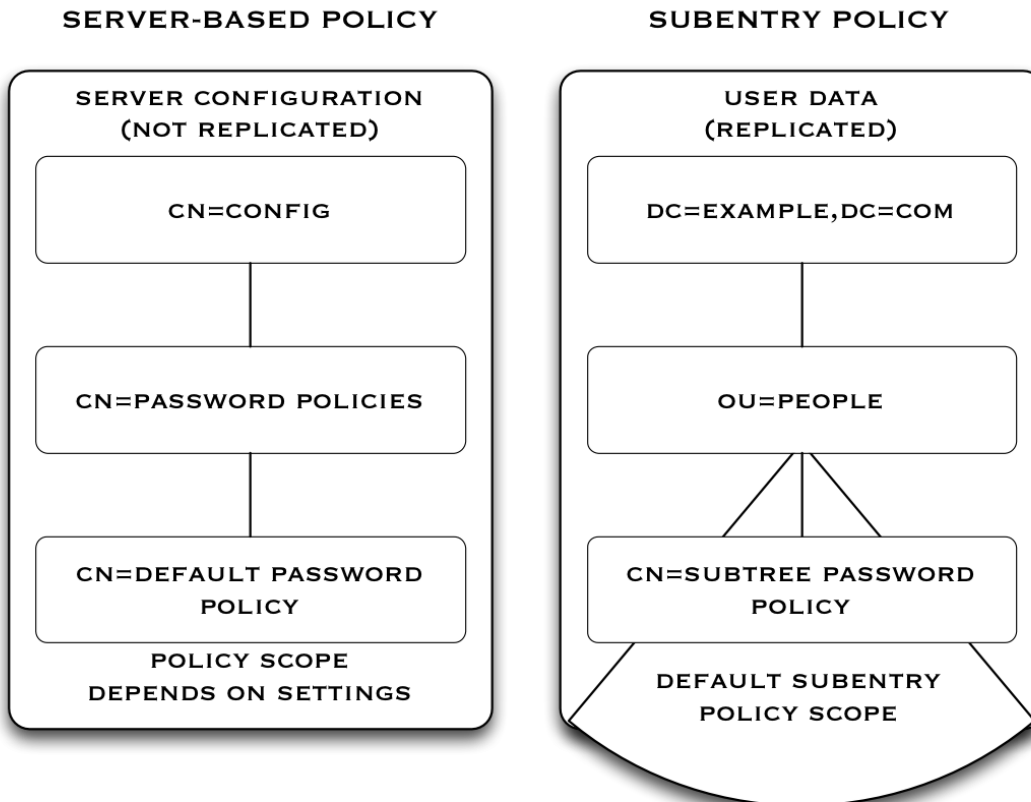 SERVER-BASED POLICY
SERVER CONFIGURATION
(NOT REPLICATED)
CN=CONFIG
CN=PASSWORD POLICIES
CN=DEFAULT PASSWORD
POLICY
POLICY SCOPE
DEPENDS ON SETTINGS
SUBENTRY POLICY
USER DATA
(REPLICATED)
DC=EXAMPLE,DC=COM
OU=PEOPLE
CN=SUBTREE PASSWORD
POLICY
DEFAULT SUBENTRY
POLICY SCOPE